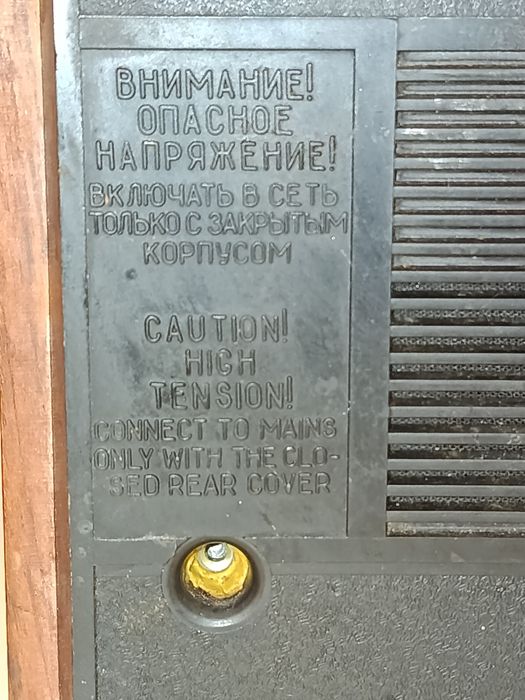 ВНИМАНИЕ!
ОПАСНОЕ
НАПРЯЖЕНИЕ!
ВКЛЮЧАТЬ В СЕТЬ
ТОЛЬКО С ЗАКРЫТЫМ
КОРПУСОМ
CAUTION!
HIGH
TENSION!
CONNECT TO MAINS
ONLY WITH THE CLO-
SED REAR COVER